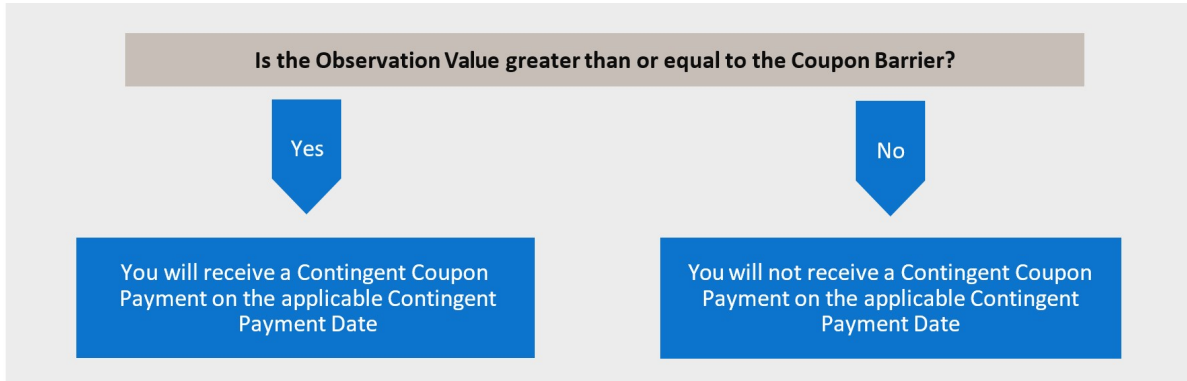 Is the Observation Value greater than or equal to the Coupon Barrier?
Yes
No
You will receive a Contingent Coupon
Payment on the applicable Contingent
Payment Date
You will not receive a Contingent Coupon
Payment on the applicable Contingent
Payment Date